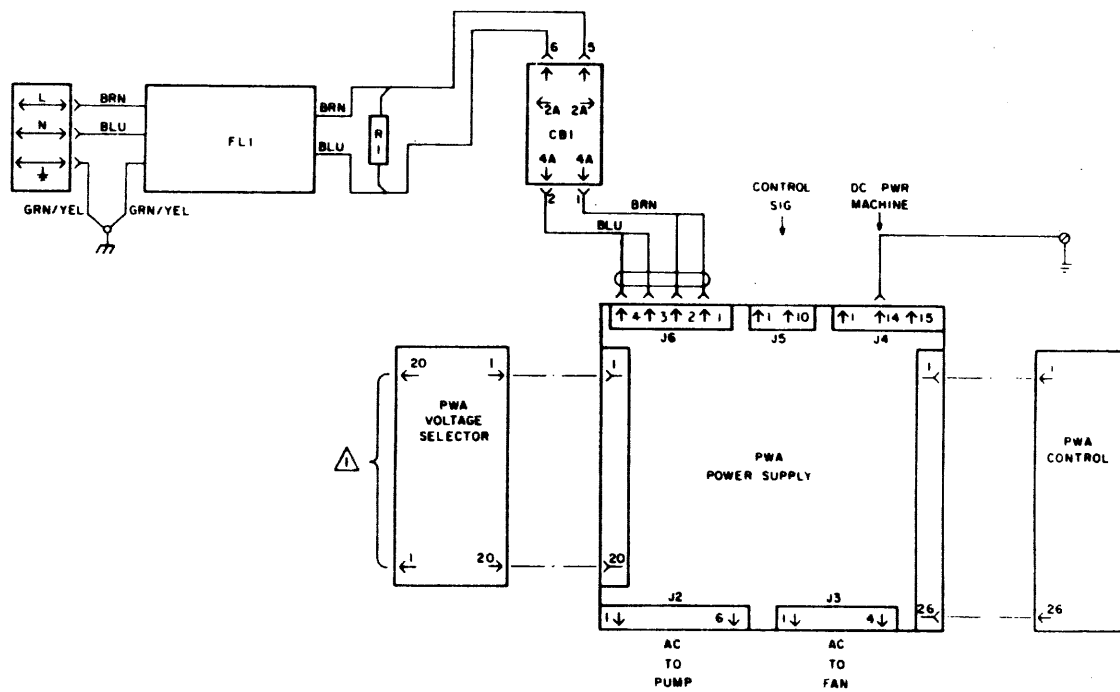 6 5
L BRN
N BLU
FL1
BRN
BLU
R1
2A 2A
CB1
4A 4A
2 1
GRN/YEL GRN/YEL
BRN
BLU
CONTROL
SIG
DC PWR
MACHINE
4 3 2 1
J6
1 10
J5
1 14 15
J4
20 1
PWA
VOLTAGE
SELECTOR
1
1 20
1
20
PWA
POWER SUPPLY
1
26
1
PWA
CONTROL
26
J2
1 6
J3
1 4
AC
TO
PUMP
AC
TO
FAN